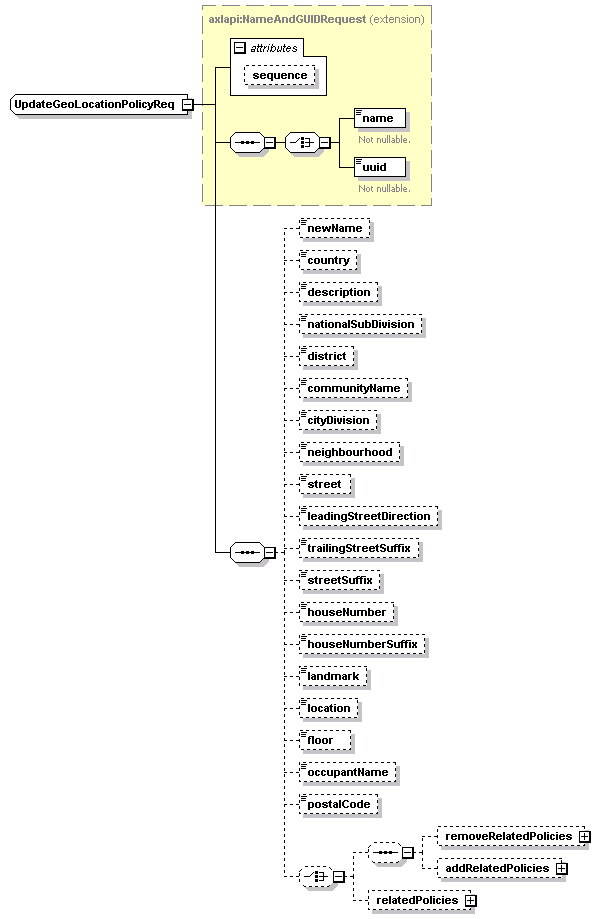 axlapi:NameAndGUIDRequest (extension)
attributes
sequence
UpdateGeoLocationPolicyReq
name
Not nullable.
uuid
Not nullable.
newName
country
description
nationalSubDivision
district
communityName
cityDivision
neighbourhood
street
leadingStreetDirection
trailingStreetSuffix
streetSuffix
houseNumber
houseNumberSuffix
landmark
location
floor
occupantName
postalCode
removeRelatedPolicies
addRelatedPolicies
relatedPolicies